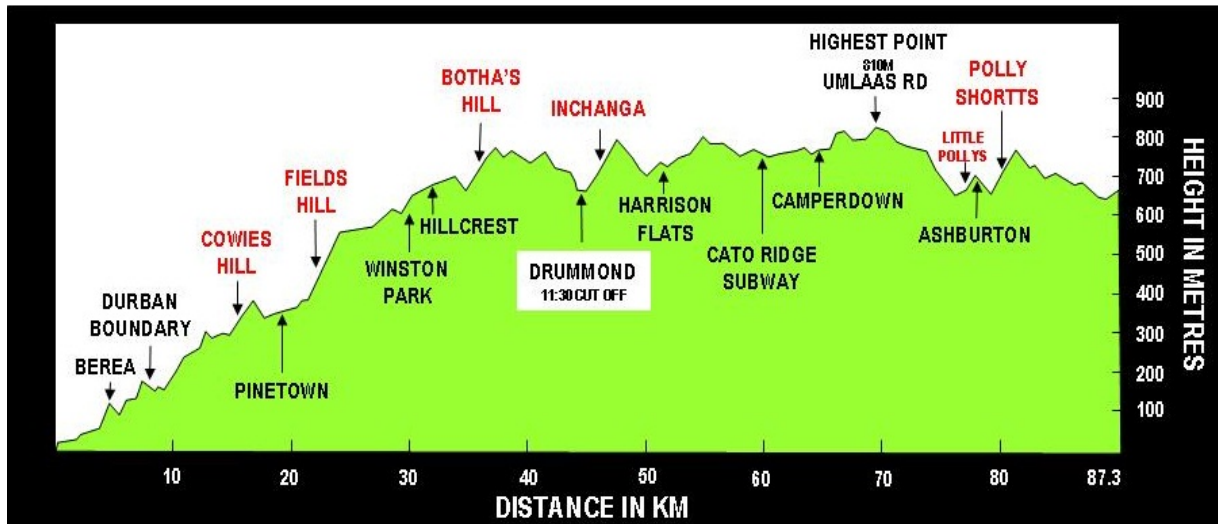 HIGHEST POINT
810M
UMLAAS RD
BOTHA'S
HILL
INCHANGA
POLLY
SHORTTS
LITTLE
POLLYS
FIELDS
HILL
COWIES
HILL
DURBAN
BOUNDARY
BEREA
PINETOWN
WINSTON
PARK
HILLCREST
DRUMMOND
11:30 CUT OFF
HARRISON
FLATS
CATO RIDGE
SUBWAY
CAMPERDOWN
ASHBURTON
900
800
700
600
500
400
300
200
100
HEIGHT IN METRES
10
20
30
40
50
60
70
80
87.3
DISTANCE IN KM